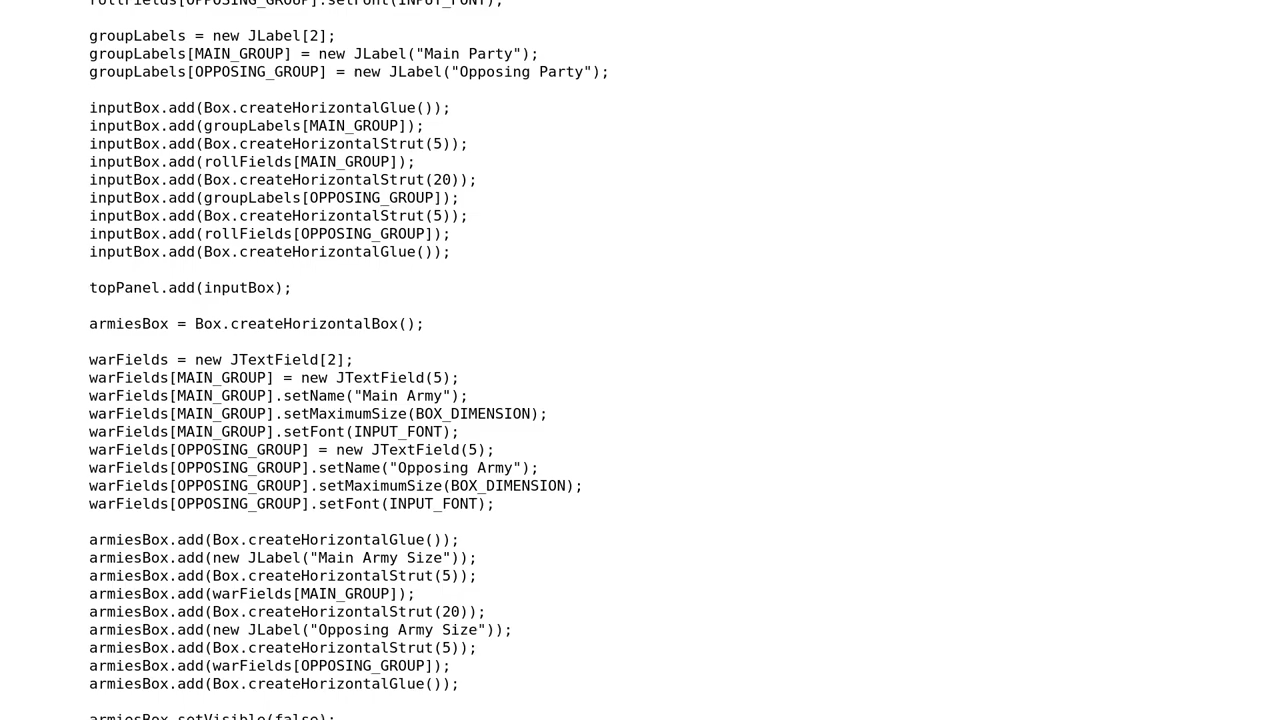 rollFields[OPPOSING_GROUP].setFont(INPUT_FONT);

groupLabels = new JLabel[2];
groupLabels[MAIN_GROUP] = new JLabel("Main Party");
groupLabels[OPPOSING_GROUP] = new JLabel("Opposing Party");

inputBox.add(Box.createHorizontalGlue());
inputBox.add(groupLabels[MAIN_GROUP]);
inputBox.add(Box.createHorizontalStrut(5));
inputBox.add(rollFields[MAIN_GROUP]);
inputBox.add(Box.createHorizontalStrut(20));
inputBox.add(groupLabels[OPPOSING_GROUP]);
inputBox.add(Box.createHorizontalStrut(5));
inputBox.add(rollFields[OPPOSING_GROUP]);
inputBox.add(Box.createHorizontalGlue());

topPanel.add(inputBox);

armiesBox = Box.createHorizontalBox();

warFields = new JTextField[2];
warFields[MAIN_GROUP] = new JTextField(5);
warFields[MAIN_GROUP].setName("Main Army");
warFields[MAIN_GROUP].setMaximumSize(BOX_DIMENSION);
warFields[MAIN_GROUP].setFont(INPUT_FONT);
warFields[OPPOSING_GROUP] = new JTextField(5);
warFields[OPPOSING_GROUP].setName("Opposing Army");
warFields[OPPOSING_GROUP].setMaximumSize(BOX_DIMENSION);
warFields[OPPOSING_GROUP].setFont(INPUT_FONT);

armiesBox.add(Box.createHorizontalGlue());
armiesBox.add(new JLabel("Main Army Size"));
armiesBox.add(Box.createHorizontalStrut(5));
armiesBox.add(warFields[MAIN_GROUP]);
armiesBox.add(Box.createHorizontalStrut(20));
armiesBox.add(new JLabel("Opposing Army Size"));
armiesBox.add(Box.createHorizontalStrut(5));
armiesBox.add(warFields[OPPOSING_GROUP]);
armiesBox.add(Box.createHorizontalGlue());

armiesBox.setVisible(false);